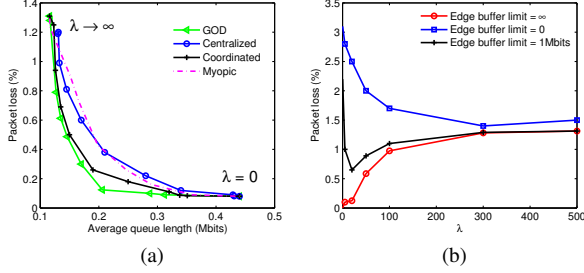 1.4
1.2
1
0.8
0.6
0.4
0.2
0
0.1
0.2
0.3
0.4
0.5
Packet loss (%)
Average queue length (Mbits)
λ → ∞
λ = 0
GOD
Centralized
Coordinated
Myopic
(a)
3.5
3
2.5
2
1.5
1
0.5
0
0
100
200
300
400
500
Packet loss (%)
λ
Edge buffer limit = ∞
Edge buffer limit = 0
Edge buffer limit = 1Mbits
(b)